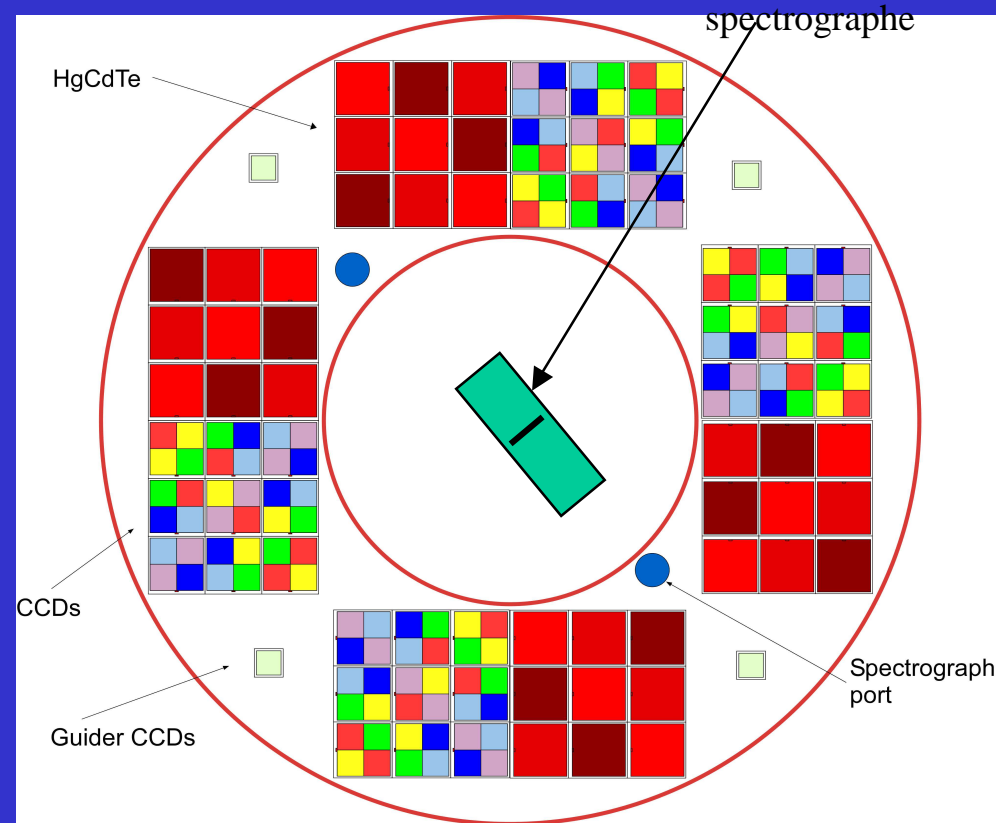 spectrographe
HgCdTe
CCDs
Spectrograph
port
Guider CCDs